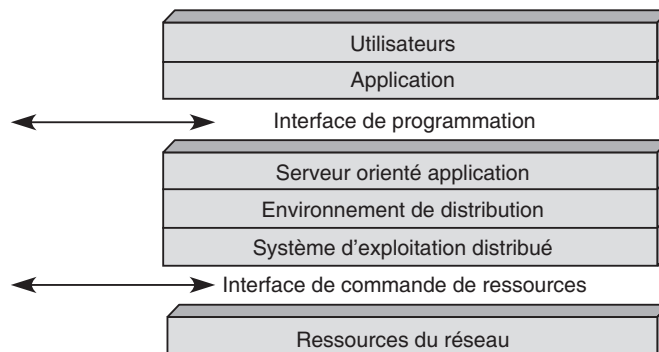 Utilisateurs
Application
Interface de programmation
Serveur orienté application
Environnement de distribution
Système d'exploitation distribué
Interface de commande de ressources
Ressources du réseau